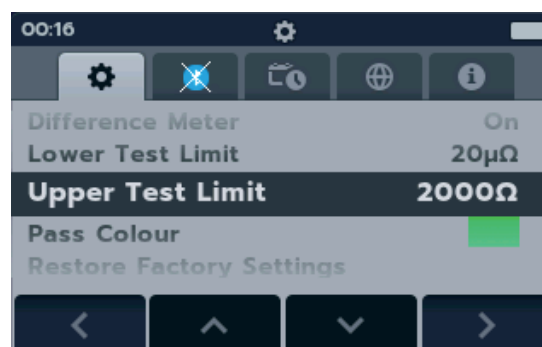 00:16
Difference Meter On
Lower Test Limit 20µΩ
Upper Test Limit 2000Ω
Pass Colour
Restore Factory Settings